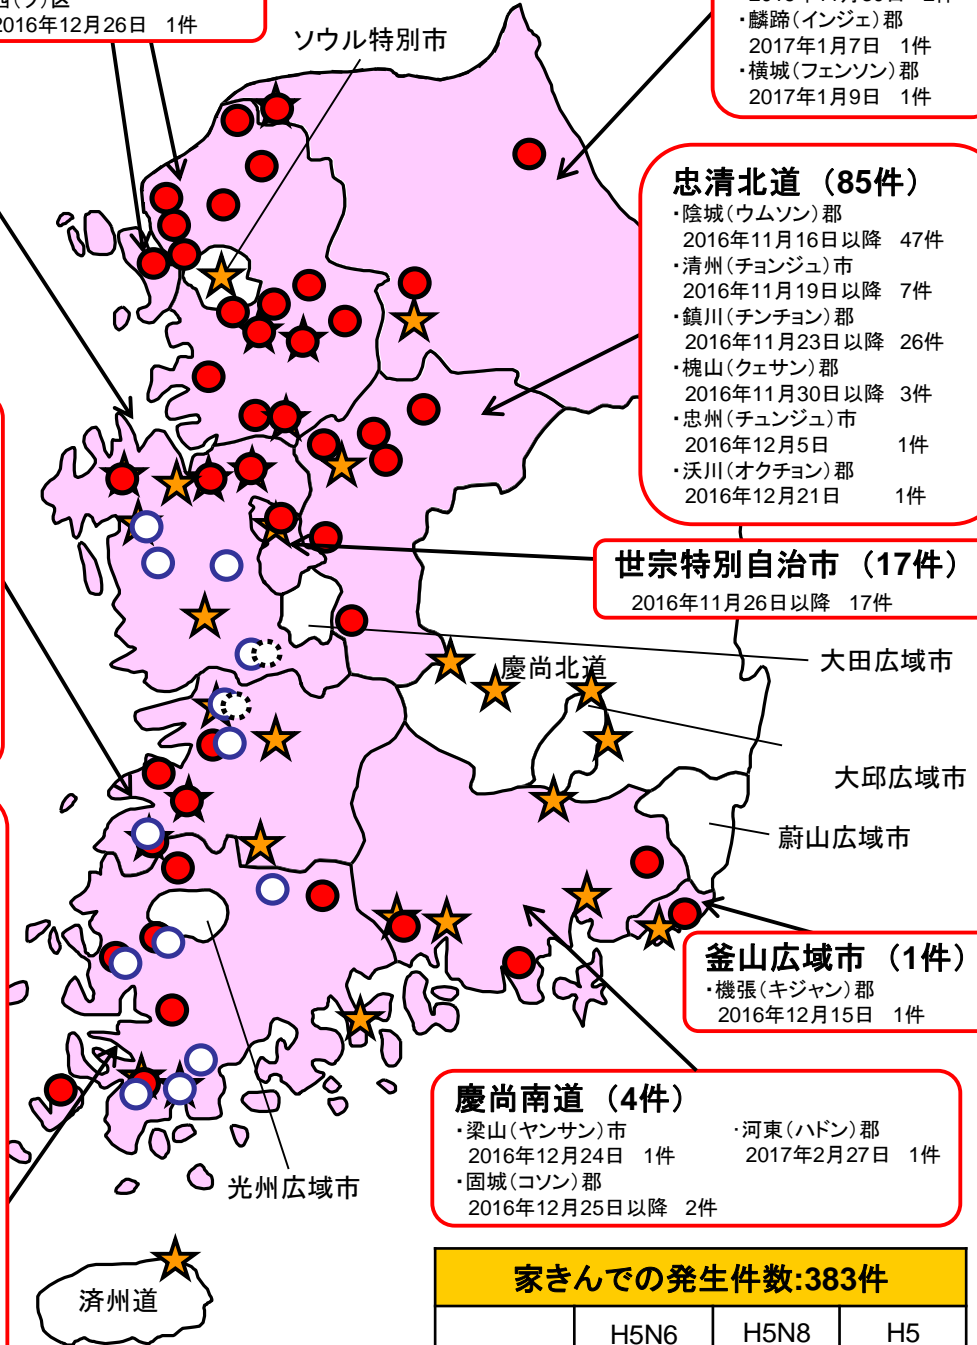 2016年12月26日 1件
ソウル特別市
・麟蹄(インジェ)郡
2017年1月7日 1件
・横城(フェンソン)郡
2017年1月9日 1件
忠清北道 (85件)
・陰城(ウムソン)郡
2016年11月16日以降 47件
・清州(チョンジュ)市
2016年11月19日以降 7件
・鎮川(チンチョン)郡
2016年11月23日以降 26件
・槐山(クェサン)郡
2016年11月30日以降 3件
・忠州(チュンジュ)市
2016年12月5日 1件
・沃川(オクチョン)郡
2016年12月21日 1件
世宗特別自治市 (17件)
2016年11月26日以降 17件
大田広域市
慶尚北道
大邱広域市
蔚山広域市
釜山広域市 (1件)
・機張(キジャン)郡
2016年12月15日 1件
慶尚南道 (4件)
・梁山(ヤンサン)市
2016年12月24日 1件
・固城(コソン)郡
2016年12月25日以降 2件
・河東(ハドン)郡
2017年2月27日 1件
光州広域市
済州道
家きんでの発生件数:383件
H5N6 H5N8 H5